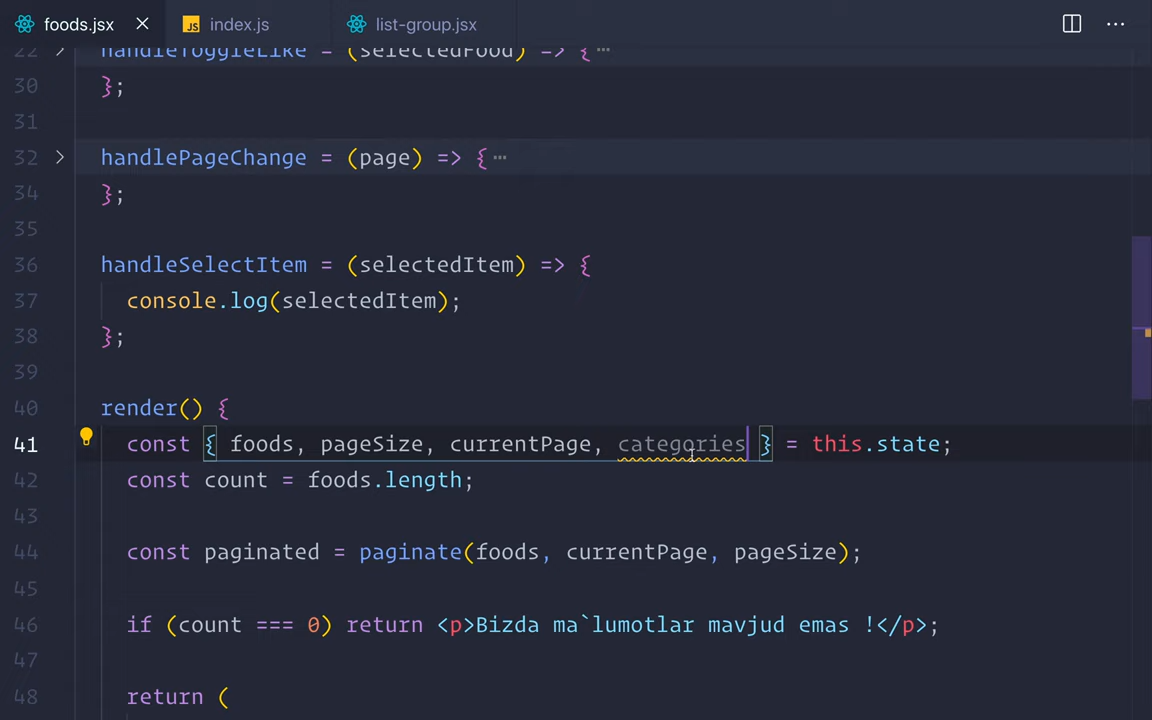 foods.jsx
JS index.js
list-group.jsx
22 handleToggleLike = (selectedFood) => { ⋯
30 };
31
32 handlePageChange = (page) => { ⋯
34 };
35
36 handleSelectItem = (selectedItem) => {
37 console.log(selectedItem);
38 };
39
40 render() {
41 const { foods, pageSize, currentPage, categories } = this.state;
42 const count = foods.length;
43
44 const paginated = paginate(foods, currentPage, pageSize);
45
46 if (count === 0) return <p>Bizda ma`lumotlar mavjud emas !</p>;
47
48 return (